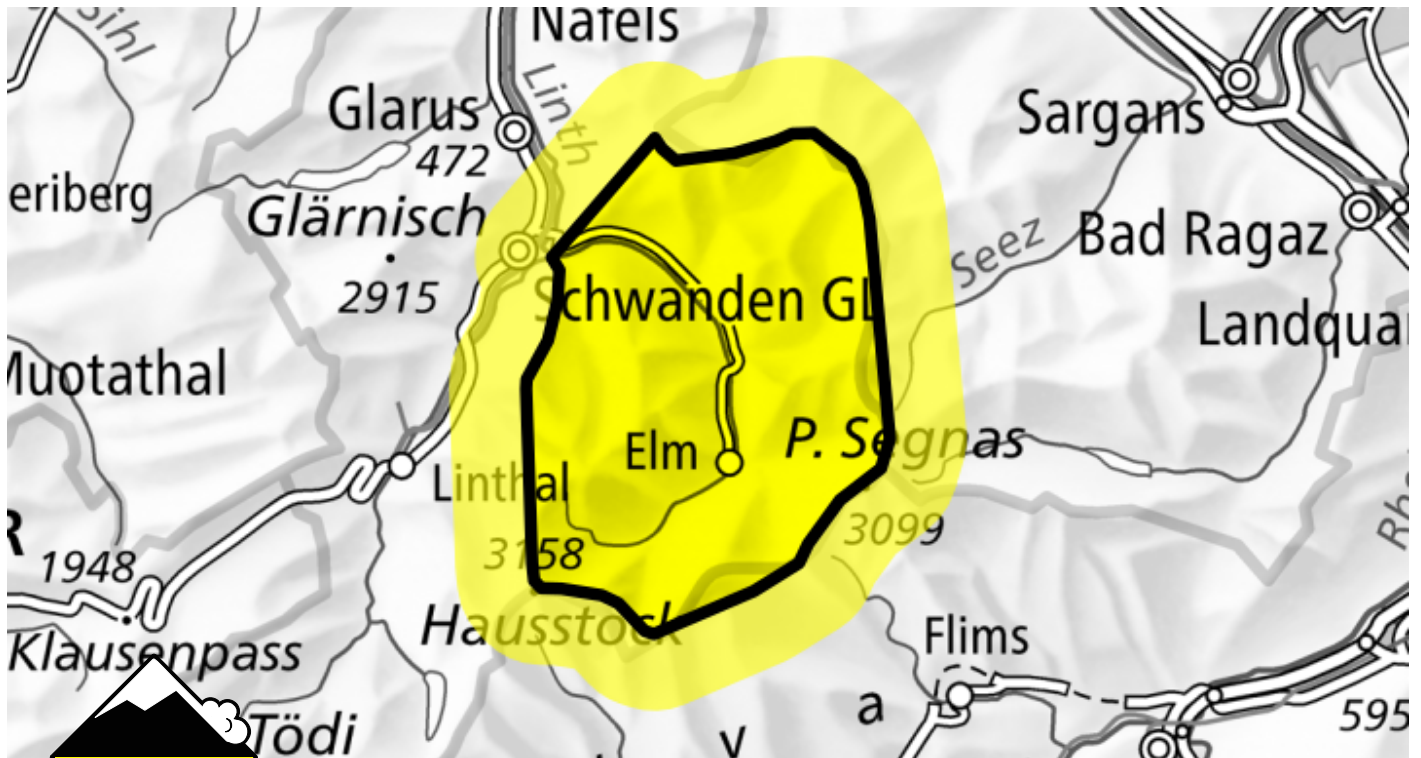 Näfels
Sihl
Linth
Glarus
472
Sargans
eriberg
Glärnisch
2915
Seez
Bad Ragaz
Schwanden GL
Landquar
Muotathal
Elm
P. Segnas
3099
Linthal
3158
R
1948
Hausstock
Klausenpass
Flims
Rhe
a
v
Tödi
595